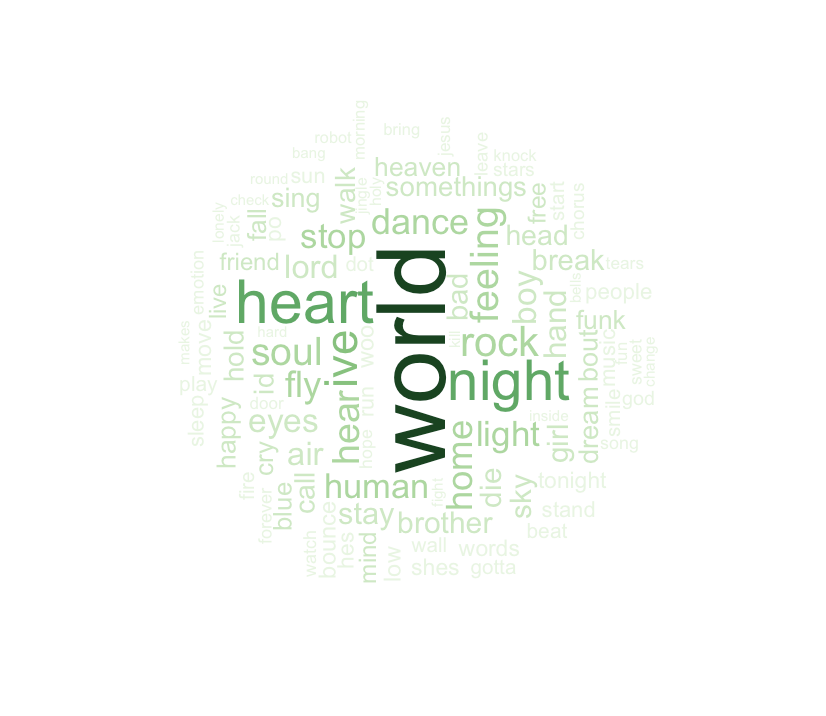 morning
robot
bring
jesus
bang
leave
knock
heaven
stars
round
sun
somethings
check
sing
walk
jingle
holy
free
start
chorus
lonely
jack
fall
po
stop
dance
feeling
head
world
friend
lord
dot
bad
boy
break
tears
emotion
live
heart
hand
bells
people
makes
move
hard
woo
kill
rock
funk
hold
soul
ive
bout
music
fun
sweet
change
play
id
fly
night
smile
god
sleep
happy
door
run
eyes
hear
hope
inside
light
girl
dream
song
cry
air
home
fire
call
human
fight
die
sky
tonight
forever
blue
bounce
stay
brother
stand
beat
watch
hes
mind
low
wall
words
shes
gotta